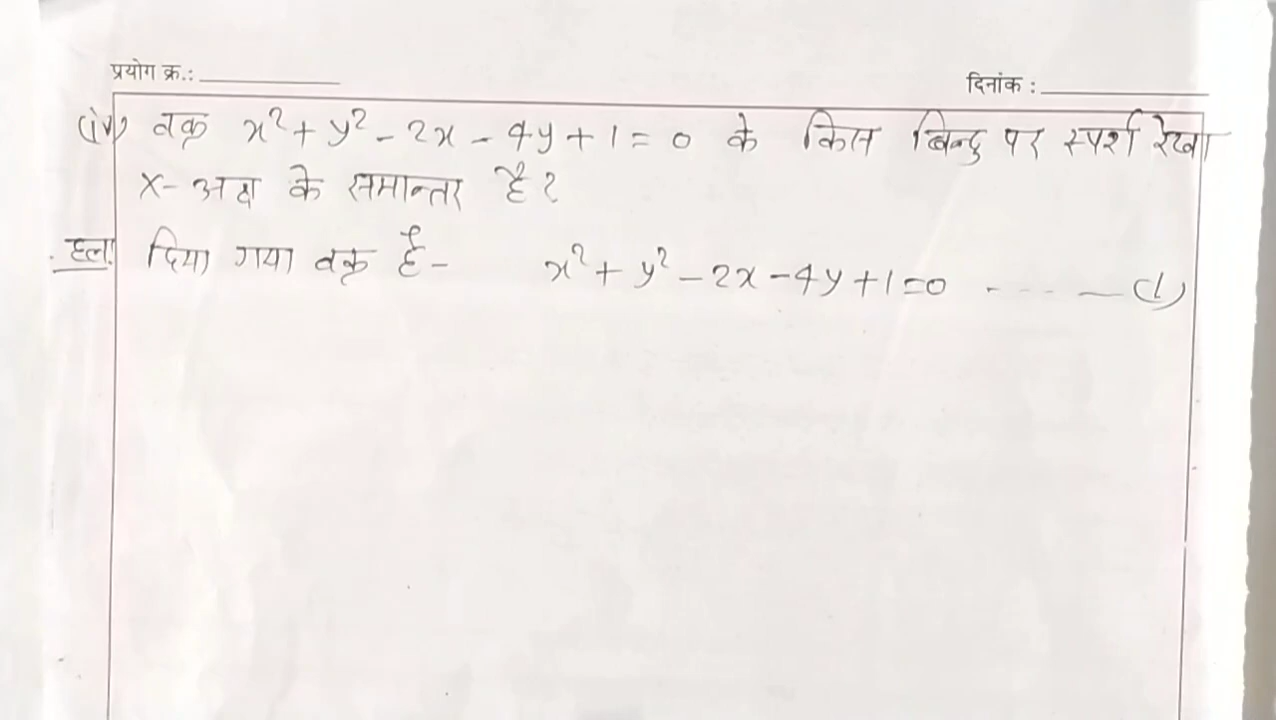 प्रयोग क्र.: दिनांक :
(iv) वक्र x² + y² - 2x - 4y + 1 = 0 के किस बिन्दु पर स्पर्श रेखा
x- अक्ष के समान्तर है?
हल: दिया गया वक्र है- x² + y² - 2x - 4y + 1 = 0 ---- (1)